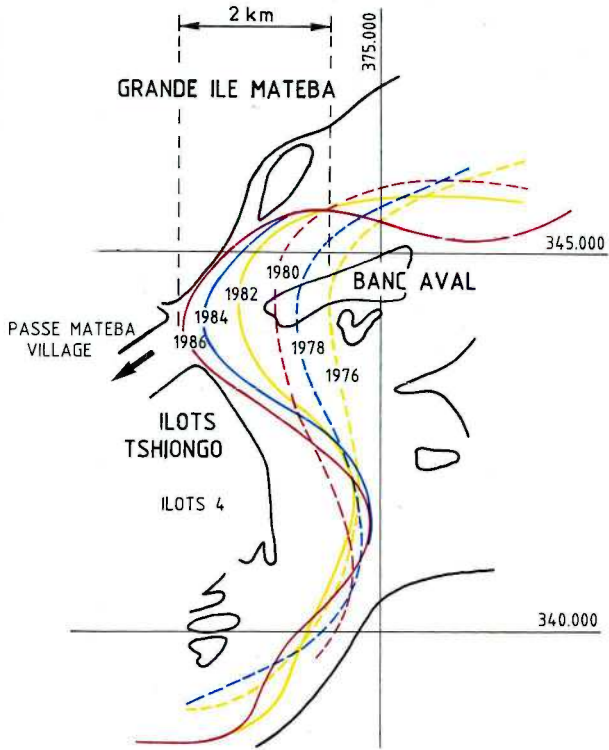 2 km
375.000
GRANDE ILE MATEBA
345.000
1980
BANC AVAL
1982
1984
PASSE MATEBA
VILLAGE
1986
1978
1976
ILOTS
TSHIONGO
ILOTS 4
340.000